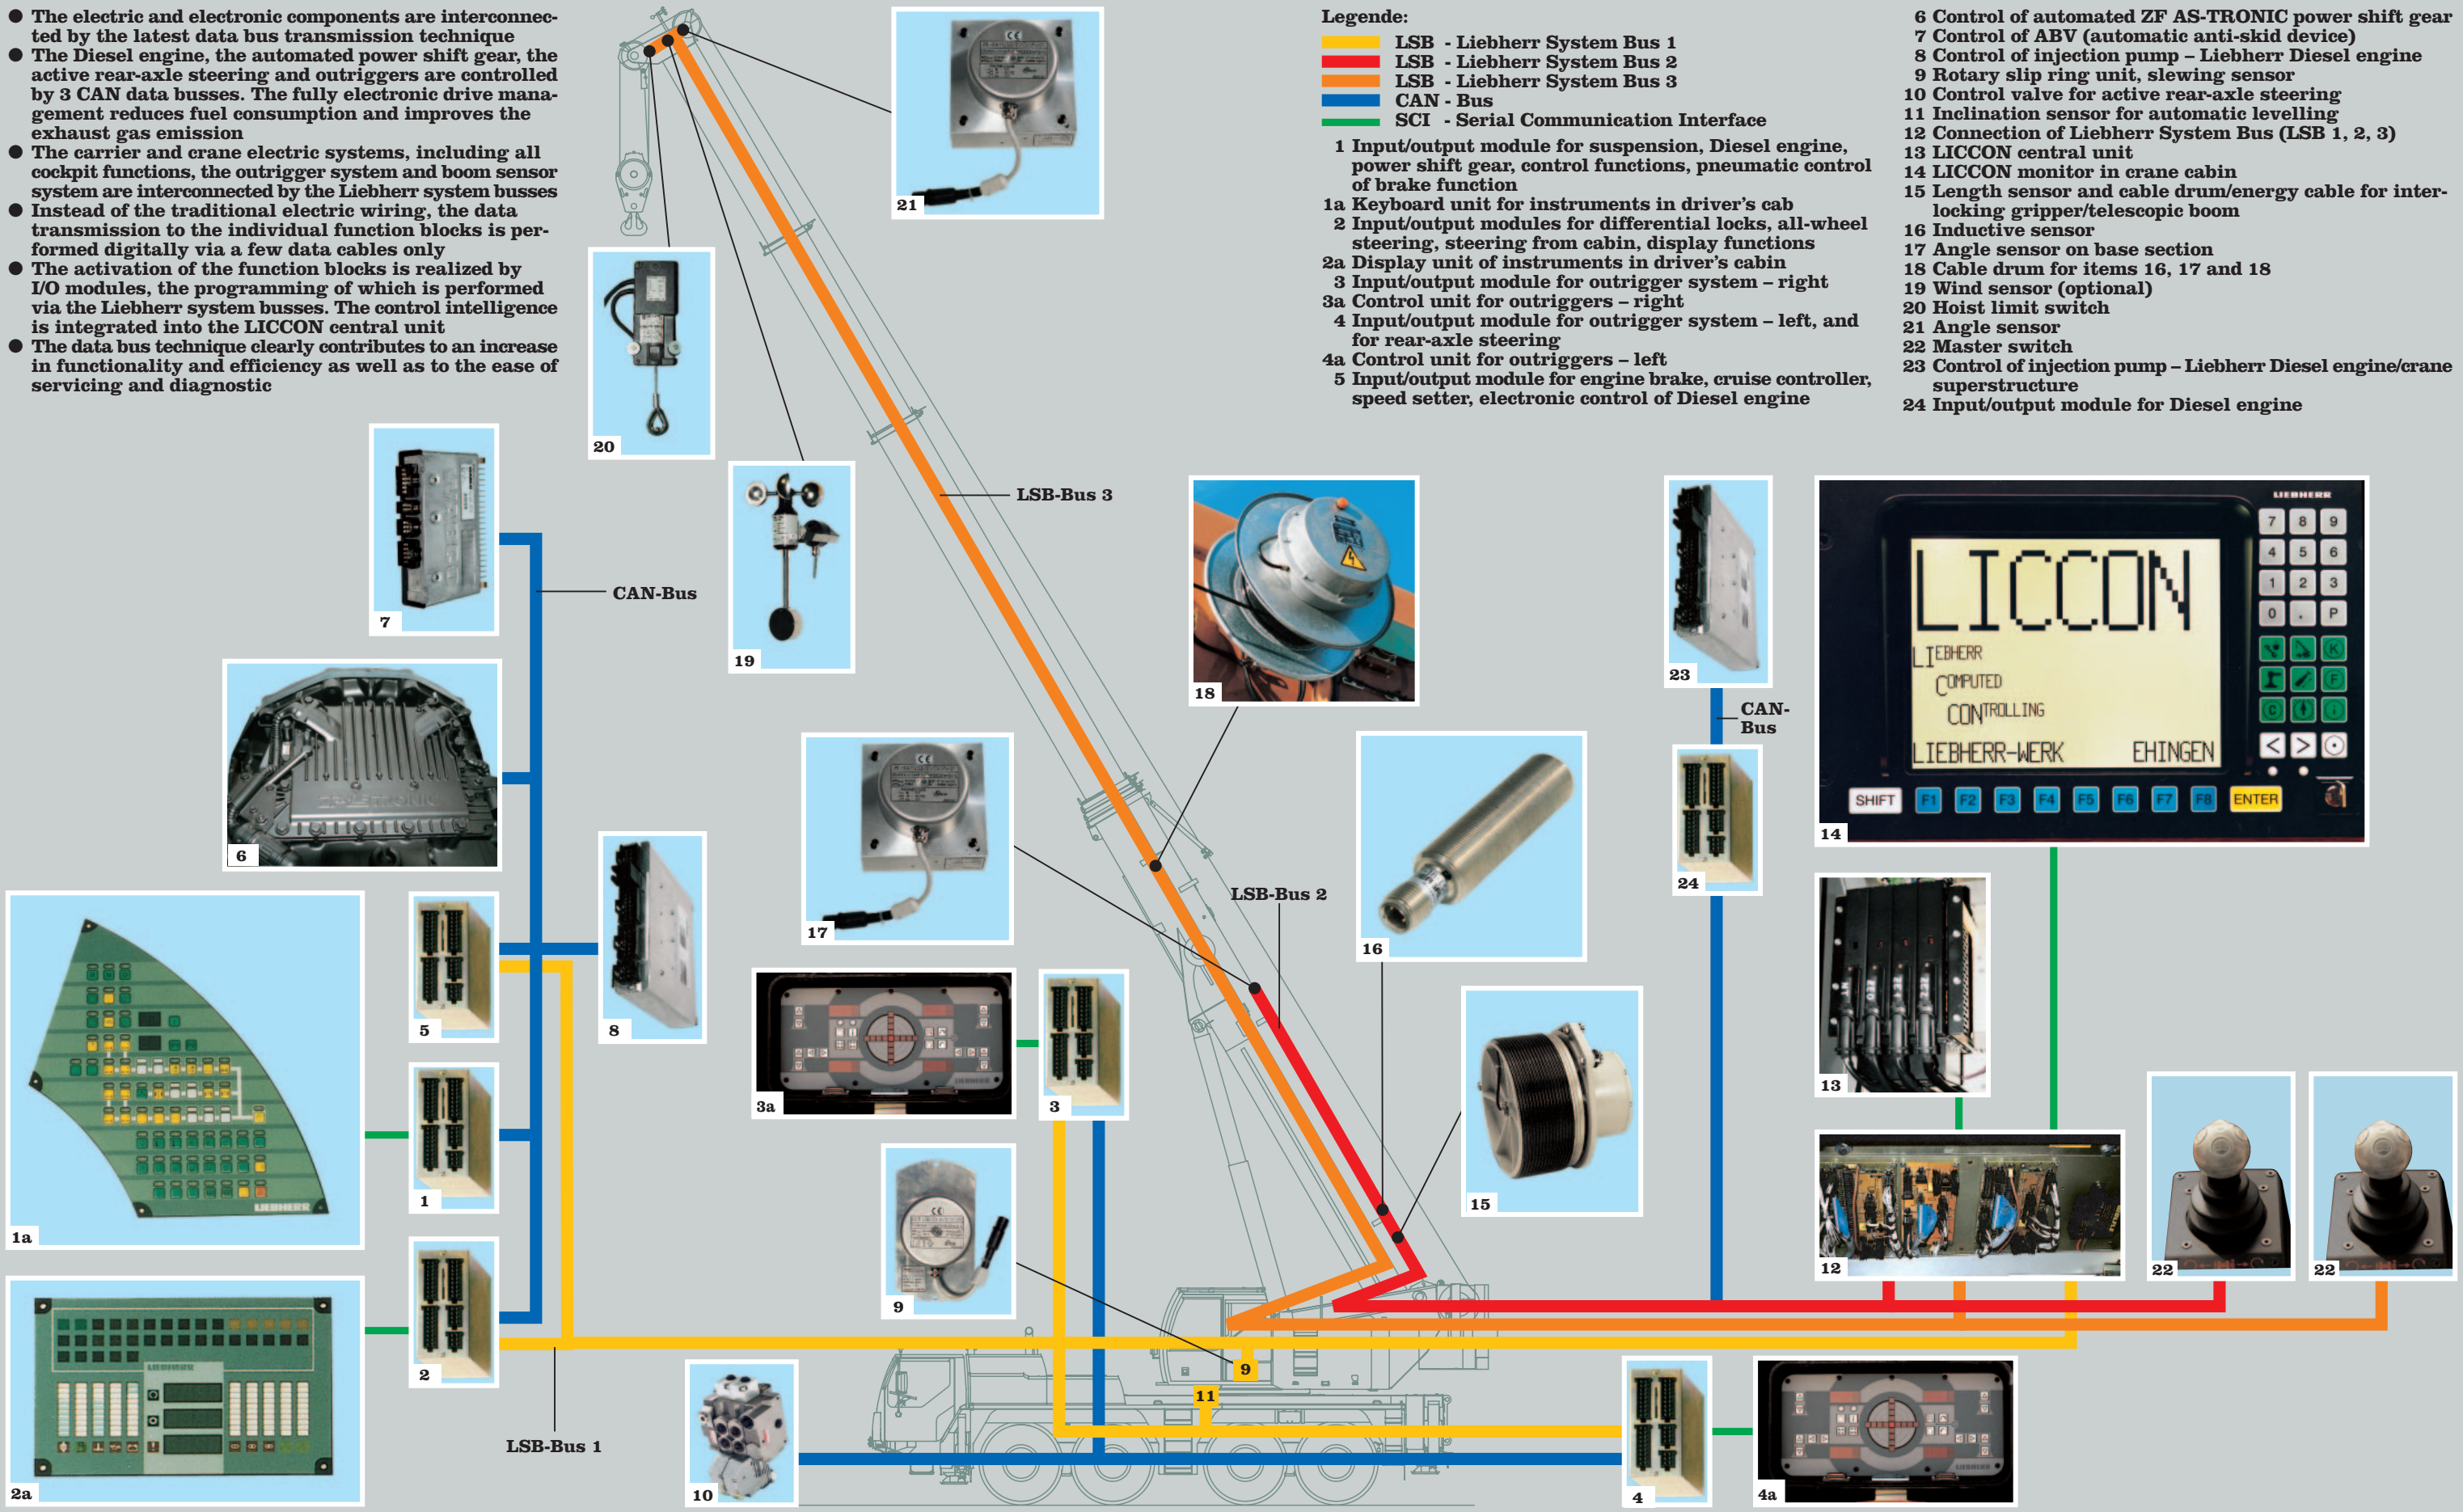 ● The electric and electronic components are interconnec-
ted by the latest data bus transmission technique
● The Diesel engine, the automated power shift gear, the
active rear-axle steering and outriggers are controlled
by 3 CAN data busses. The fully electronic drive mana-
gement reduces fuel consumption and improves the
exhaust gas emission
● The carrier and crane electric systems, including all
cockpit functions, the outrigger system and boom sensor
system are interconnected by the Liebherr system busses
● Instead of the traditional electric wiring, the data
transmission to the individual function blocks is per-
formed digitally via a few data cables only
● The activation of the function blocks is realized by
I/O modules, the programming of which is performed
via the Liebherr system busses. The control intelligence
is integrated into the LICCON central unit
● The data bus technique clearly contributes to an increase
in functionality and efficiency as well as to the ease of
servicing and diagnostic
Legende:
LSB - Liebherr System Bus 1
LSB - Liebherr System Bus 2
LSB - Liebherr System Bus 3
CAN - Bus
SCI - Serial Communication Interface
1 Input/output module for suspension, Diesel engine,
power shift gear, control functions, pneumatic control
of brake function
1a Keyboard unit for instruments in driver's cab
2 Input/output modules for differential locks, all-wheel
steering, steering from cabin, display functions
2a Display unit of instruments in driver's cabin
3 Input/output module for outrigger system – right
3a Control unit for outriggers – right
4 Input/output module for outrigger system – left, and
for rear-axle steering
4a Control unit for outriggers – left
5 Input/output module for engine brake, cruise controller,
speed setter, electronic control of Diesel engine
6 Control of automated ZF AS-TRONIC power shift gear
7 Control of ABV (automatic anti-skid device)
8 Control of injection pump – Liebherr Diesel engine
9 Rotary slip ring unit, slewing sensor
10 Control valve for active rear-axle steering
11 Inclination sensor for automatic levelling
12 Connection of Liebherr System Bus (LSB 1, 2, 3)
13 LICCON central unit
14 LICCON monitor in crane cabin
15 Length sensor and cable drum/energy cable for inter-
locking gripper/telescopic boom
16 Inductive sensor
17 Angle sensor on base section
18 Cable drum for items 16, 17 and 18
19 Wind sensor (optional)
20 Hoist limit switch
21 Angle sensor
22 Master switch
23 Control of injection pump – Liebherr Diesel engine/crane
superstructure
24 Input/output module for Diesel engine
21
20
19
LSB-Bus 3
7
CAN-Bus
6
18
23
CAN-
Bus
24
LIEBHERR
7 8 9
4 5 6
1 2 3
0 . P
K
F
C i
< >
LICCON
LIEBHERR
COMPUTED
CONTROLLING
LIEBHERR-WERK EHINGEN
SHIFT F1 F2 F3 F4 F5 F6 F7 F8 ENTER
14
17
LSB-Bus 2
16
5
8
LIEBHERR
3a
3
15
13
LIEBHERR
1a
1
9
12
22
22
LIEBHERR
2a
2
LSB-Bus 1
10
9
11
4
LIEBHERR
4a